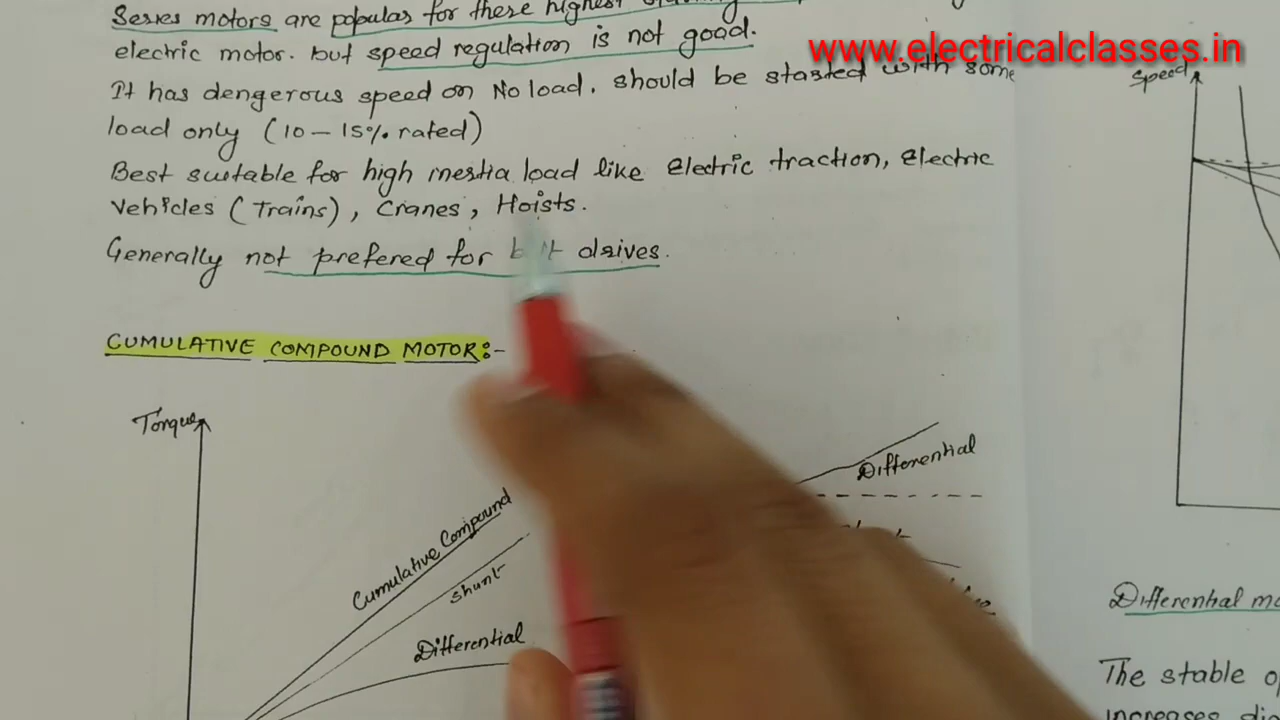 Series motors are popular for these highest
electric motor. but speed regulation is not good.
www.electricalclasses.in
It has dengerous speed on No load. should be started with some
load only (10 - 15% rated)
Best suitable for high inertia load like electric traction, electric
vehicles (Trains), cranes, Hoists.
Generally not prefered for drives.
CUMULATIVE COMPOUND MOTOR:-
Torque
Cumulative Compound
shunt
Differential
Differential
Speed
Differential
The stable
increases